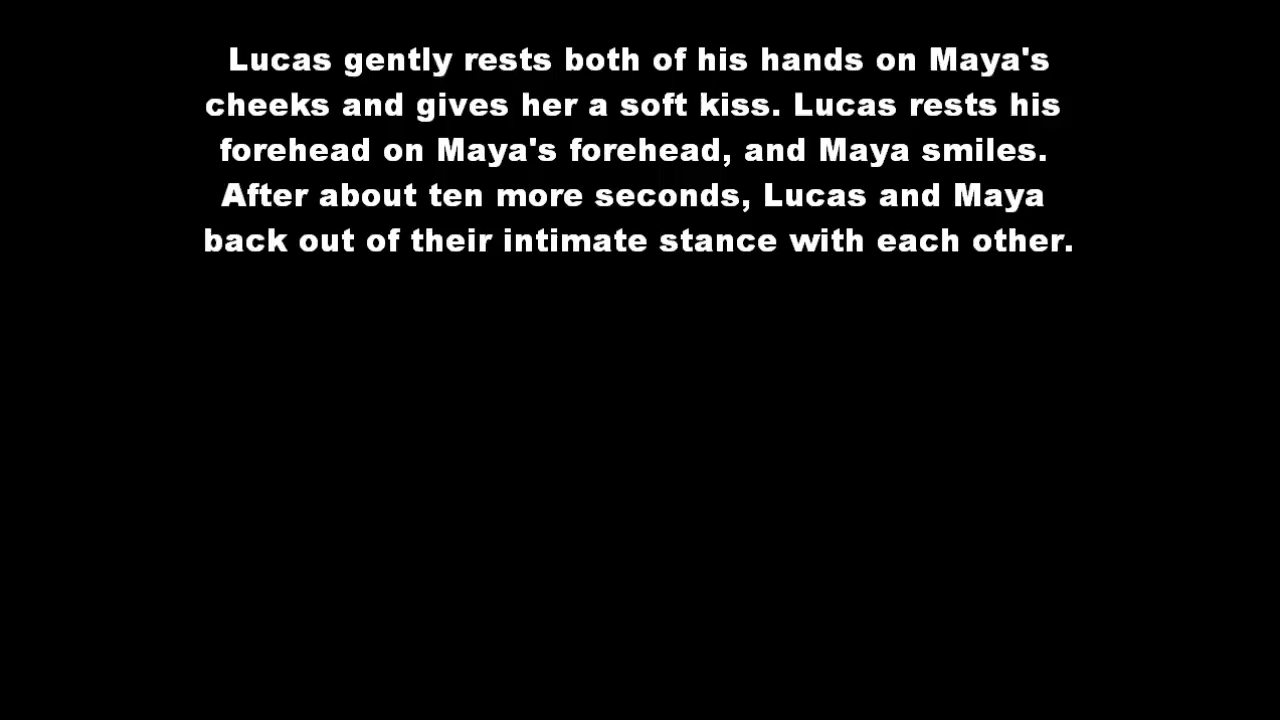 Lucas gently rests both of his hands on Maya's
cheeks and gives her a soft kiss. Lucas rests his
forehead on Maya's forehead, and Maya smiles.
After about ten more seconds, Lucas and Maya
back out of their intimate stance with each other.